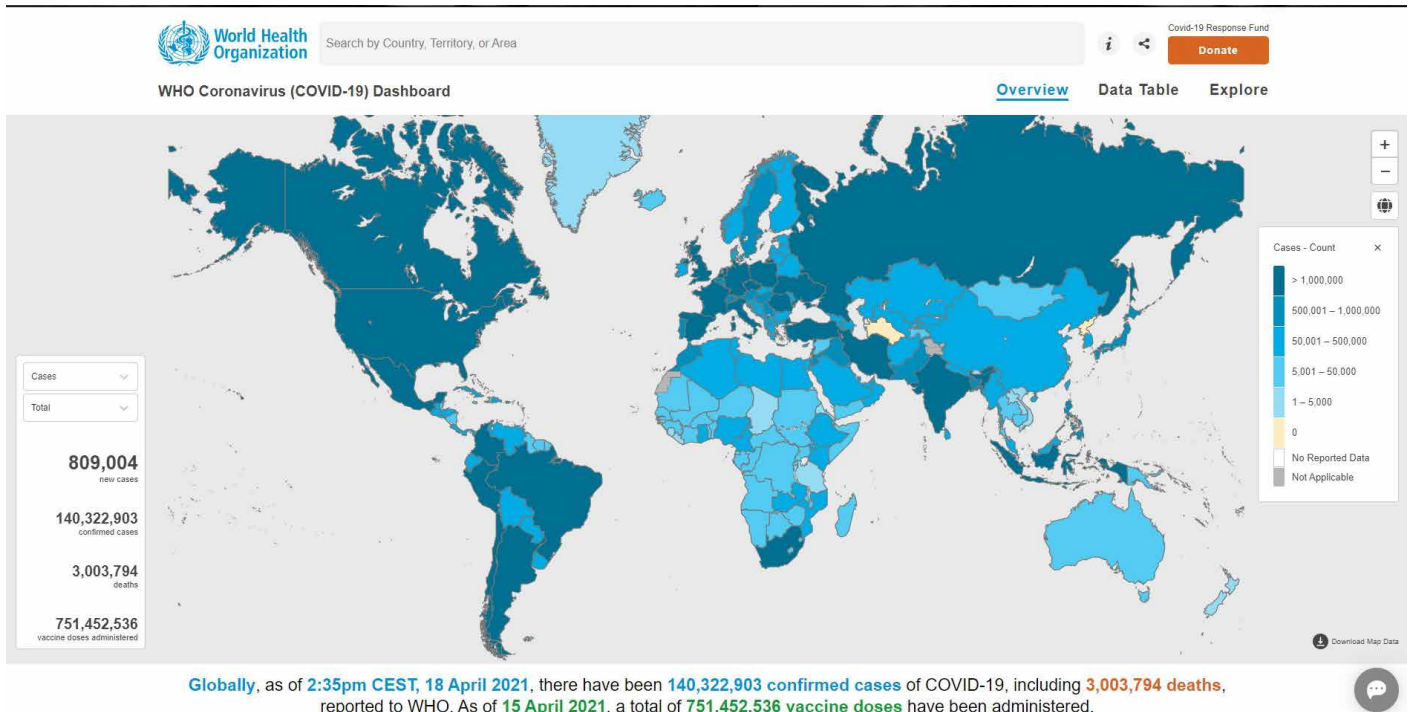 World Health
Organization
Search by Country, Territory, or Area
i
Covid-19 Response Fund
Donate
WHO Coronavirus (COVID-19) Dashboard
Overview
Data Table
Explore
+
−
Cases - Count
×
> 1,000,000
500,001 – 1,000,000
50,001 – 500,000
5,001 – 50,000
1 – 5,000
0
No Reported Data
Not Applicable
Cases
Total
809,004
new cases
140,322,903
confirmed cases
3,003,794
deaths
751,452,536
vaccine doses administered
Download Map Data
Globally, as of 2:35pm CEST, 18 April 2021, there have been 140,322,903 confirmed cases of COVID-19, including 3,003,794 deaths,
reported to WHO. As of 15 April 2021, a total of 751,452,536 vaccine doses have been administered.